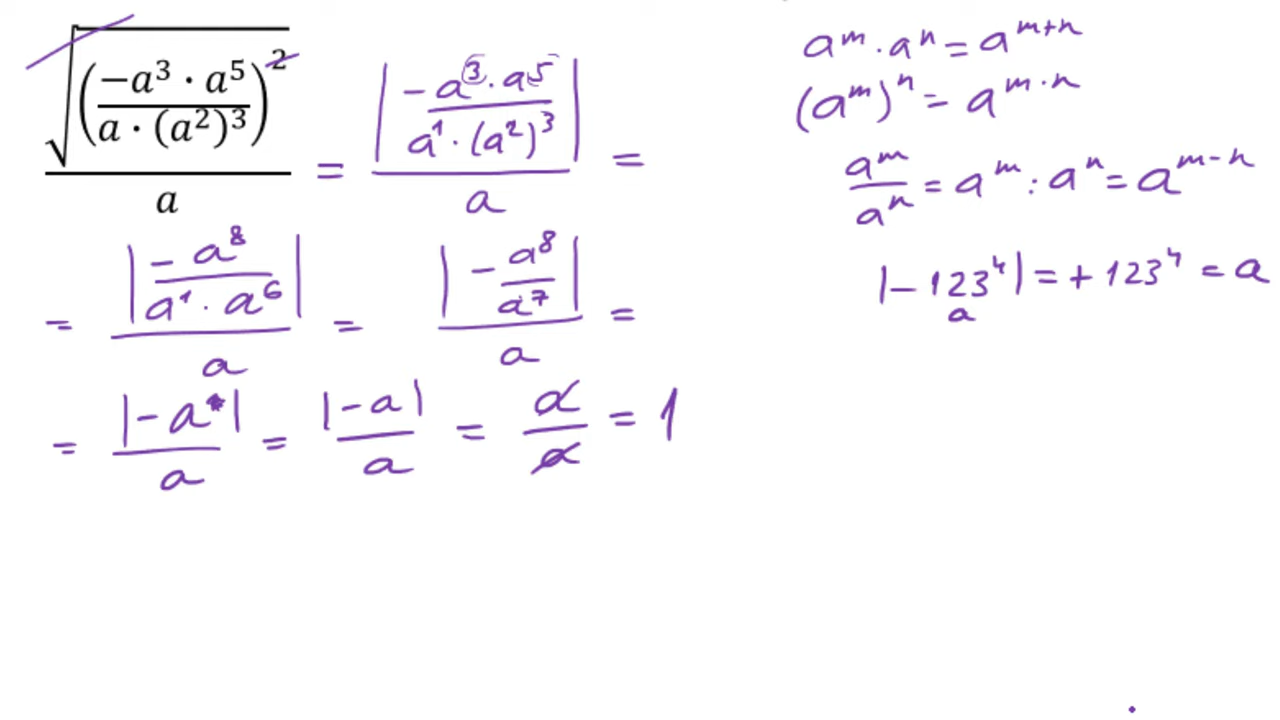 √((−a³ · a⁵)/(a · (a²)³))² / a = |−a³ · a⁵ / a¹ · (a²)³| / a =
= |−a⁸ / a¹ · a⁶| / a = |− a⁸/a⁷| / a =
= |−a| / a = |−a| / a = a/a = 1
aᵐ · aⁿ = aᵐ⁺ⁿ
(aᵐ)ⁿ = aᵐ·ⁿ
aᵐ/aⁿ = aᵐ : aⁿ = aᵐ⁻ⁿ
|−123⁴| = +123⁴ = a
a